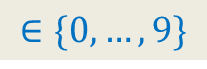 ∈ {0, …, 9}